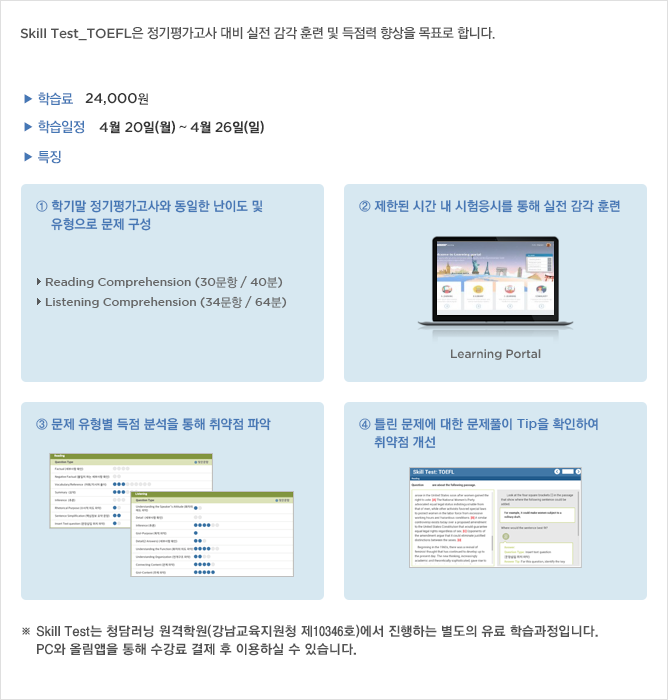 Skill Test_TOEFL은 정기평가고사 대비 실전 감각 훈련 및 득점력 향상을 목표로 합니다.
▶ 학습료 24,000원
▶ 학습일정 4월 20일(월) ~ 4월 26일(일)
▶ 특징
① 학기말 정기평가고사와 동일한 난이도 및
유형으로 문제 구성
Reading Comprehension (30문항 / 40분)
Listening Comprehension (34문항 / 64분)
② 제한된 시간 내 시험응시를 통해 실전 감각 훈련
Learning Portal
③ 문제 유형별 득점 분석을 통해 취약점 파악
Reading
Question Type
Listening
Question Type
④ 틀린 문제에 대한 문제풀이 Tip을 확인하여
취약점 개선
Skill Test: TOEFL
※ Skill Test는 청담러닝 원격학원(강남교육지원청 제10346호)에서 진행하는 별도의 유료 학습과정입니다.
PC와 올림앱을 통해 수강료 결제 후 이용하실 수 있습니다.